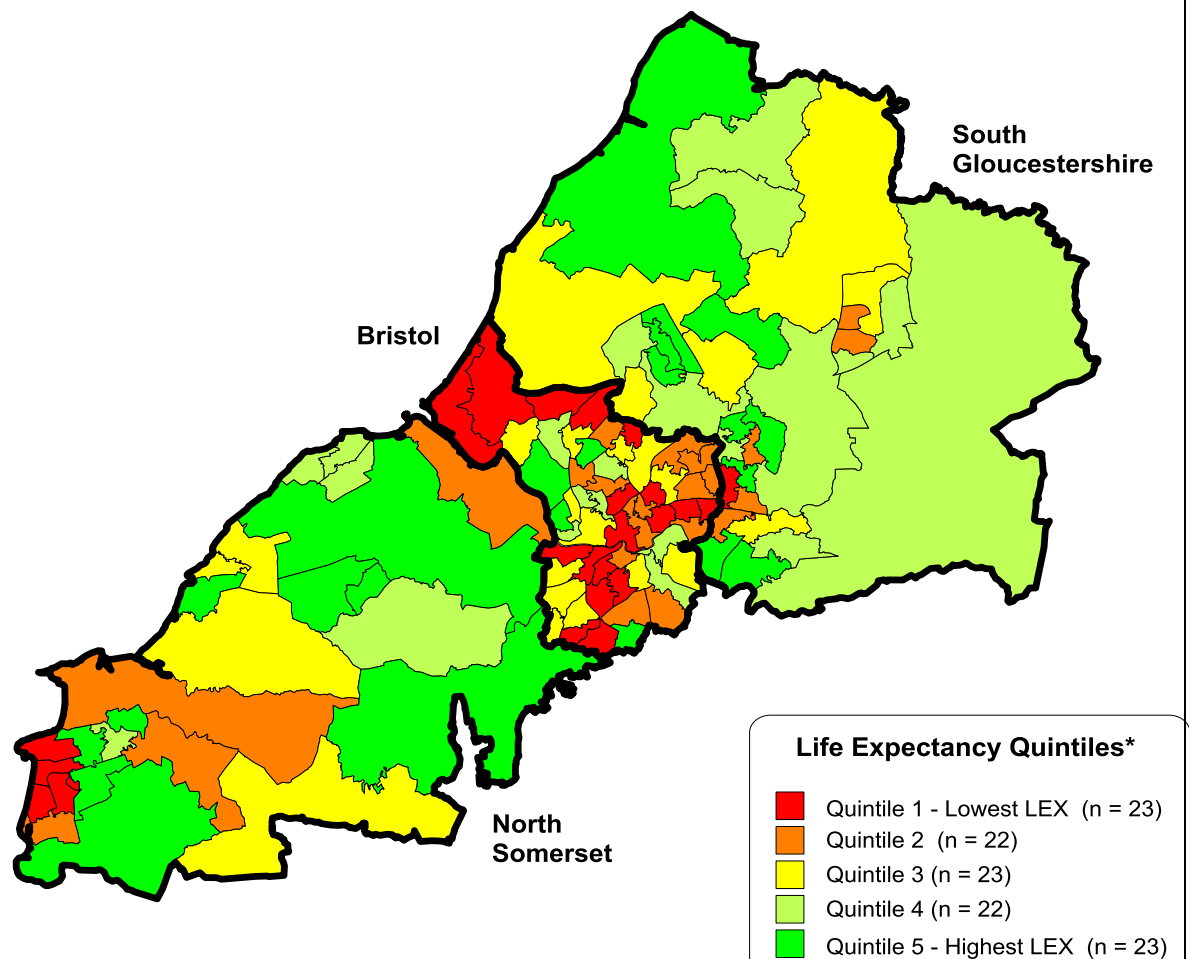 South
Gloucestershire
Bristol
North
Somerset
Life Expectancy Quintiles*
Quintile 1 - Lowest LEX (n = 23)
Quintile 2 (n = 22)
Quintile 3 (n = 23)
Quintile 4 (n = 22)
Quintile 5 - Highest LEX (n = 23)